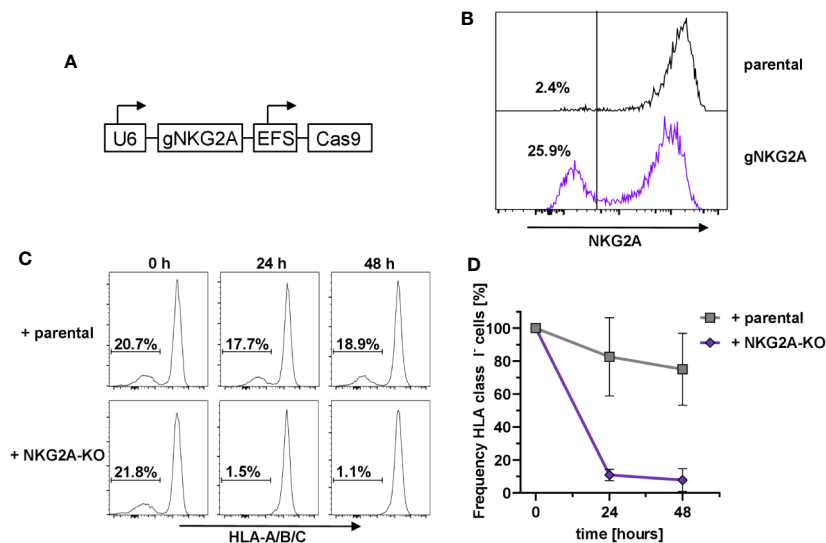 A
U6 gNKG2A EFS Cas9
B
2.4%
parental
25.9%
gNKG2A
NKG2A
C
0 h 24 h 48 h
+ parental
20.7% 17.7% 18.9%
+ NKG2A-KO
21.8% 1.5% 1.1%
HLA-A/B/C
D
Frequency HLA class I⁻ cells [%]
100
80
60
40
20
0
0 24 48
time [hours]
+ parental
+ NKG2A-KO